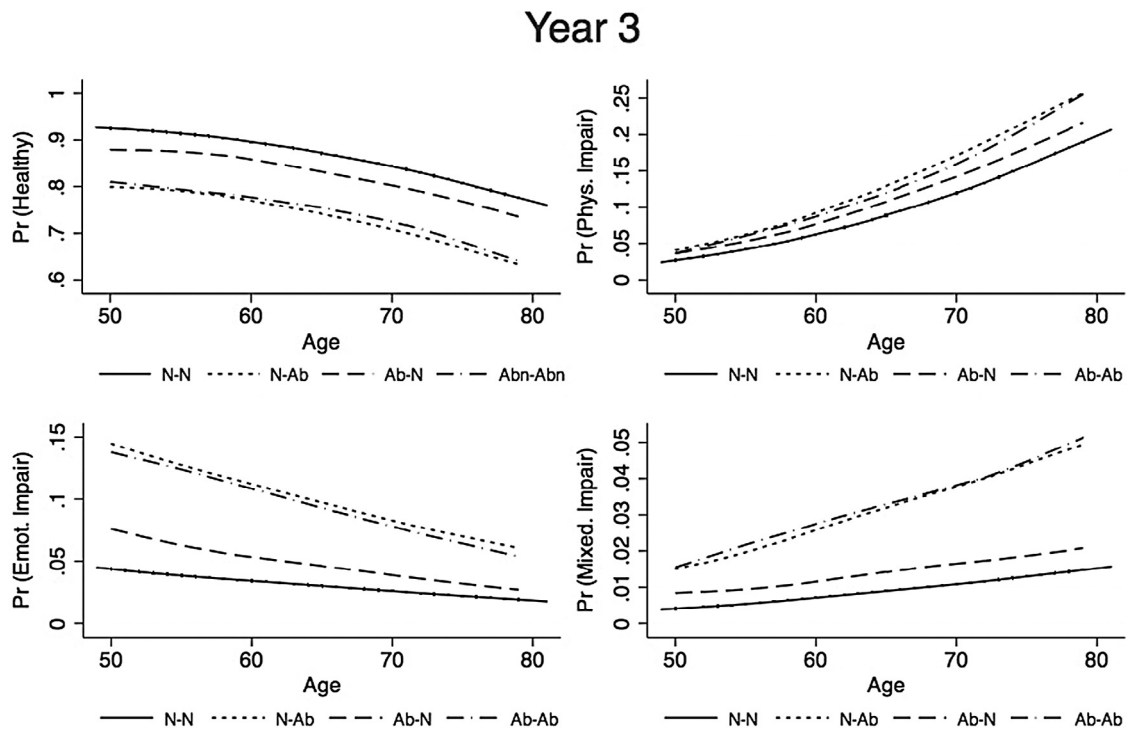 Year 3
Pr (Healthy)
1
.9
.8
.7
.6
50 60 70 80
Age
N-N N-Ab Ab-N Abn-Abn
Pr (Phys. Impair)
.25
.2
.15
.1
.05
0
50 60 70 80
Age
N-N N-Ab Ab-N Ab-Ab
Pr (Emot. Impair)
.15
.1
.05
0
50 60 70 80
Age
N-N N-Ab Ab-N Ab-Ab
Pr (Mixed. Impair)
.05
.04
.03
.02
.01
0
50 60 70 80
Age
N-N N-Ab Ab-N Ab-Ab